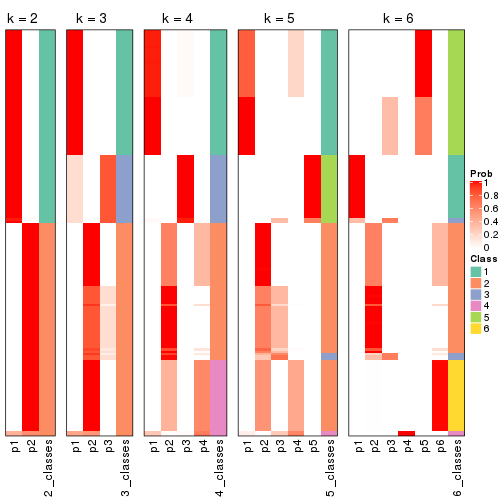 k = 2
k = 3
k = 4
k = 5
k = 6
Prob
1
0.8
0.6
0.4
0.2
0
Class
1
2
3
4
5
6
p1
p2
2_classes
p1
p2
p3
3_classes
p1
p2
p3
p4
4_classes
p1
p2
p3
p4
p5
5_classes
p1
p2
p3
p4
p5
p6
6_classes